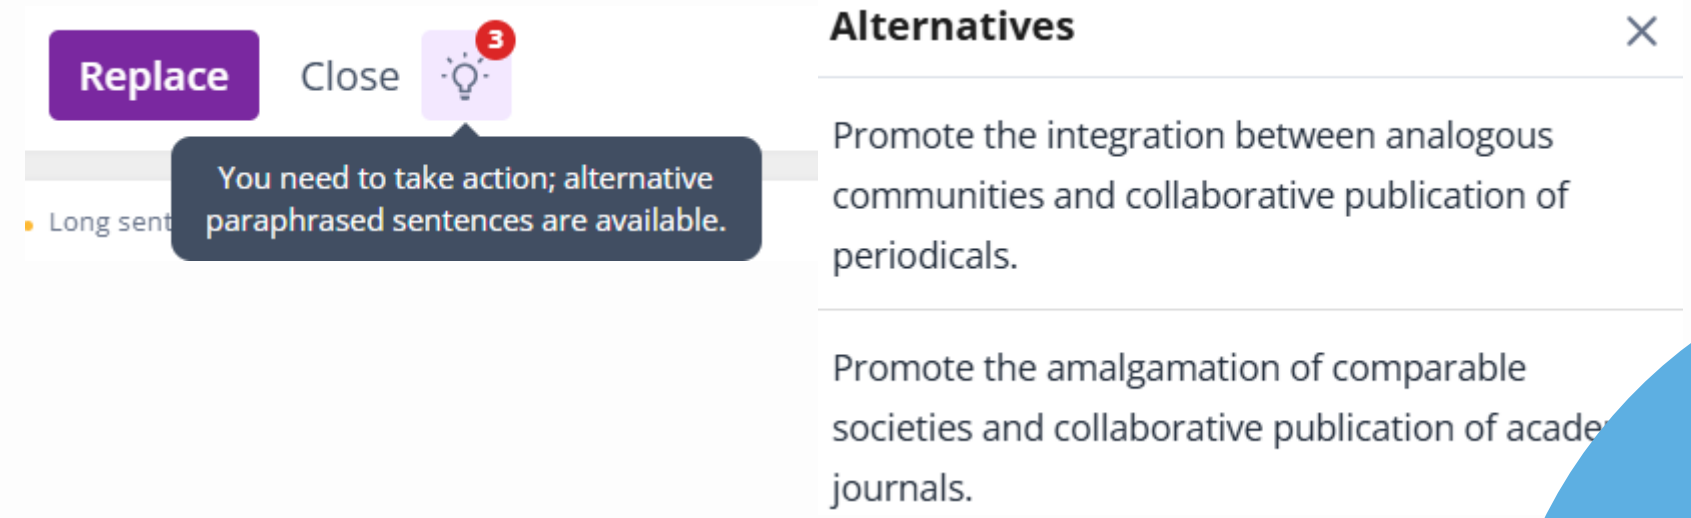 Replace Close 3
You need to take action; alternative
paraphrased sentences are available.
Long sent
Alternatives
Promote the integration between analogous
communities and collaborative publication of
periodicals.
Promote the amalgamation of comparable
societies and collaborative publication of
journals.